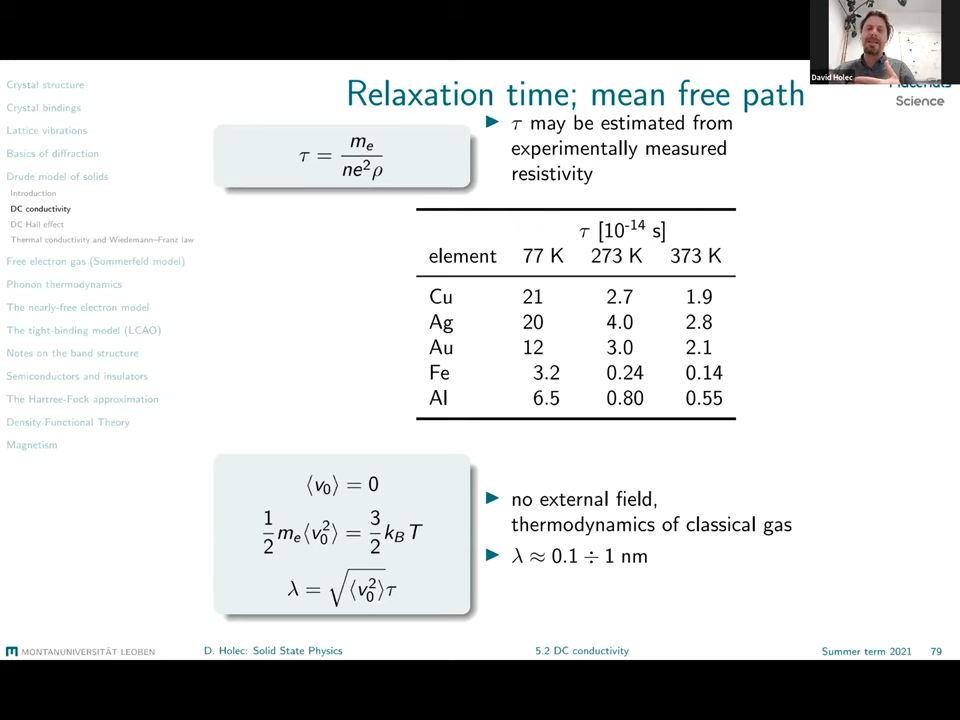 David Holec
Materials
Science
Crystal structure
Crystal bindings
Lattice vibrations
Basics of diffraction
Drude model of solids
Introduction
DC conductivity
DC Hall effect
Thermal conductivity and Wiedemann–Franz law
Free electron gas (Sommerfeld model)
Phonon thermodynamics
The nearly-free electron model
The tight-binding model (LCAO)
Notes on the band structure
Semiconductors and insulators
The Hartree-Fock approximation
Density Functional Theory
Magnetism
Relaxation time; mean free path
τ = mₑ / ne²ρ
▶ τ may be estimated from
experimentally measured
resistivity
τ [10⁻¹⁴ s]
element 77 K 273 K 373 K
Cu 21 2.7 1.9
Ag 20 4.0 2.8
Au 12 3.0 2.1
Fe 3.2 0.24 0.14
Al 6.5 0.80 0.55
⟨v₀⟩ = 0
1/2 mₑ⟨v₀²⟩ = 3/2 k_B T
λ = √⟨v₀²⟩τ
▶ no external field,
thermodynamics of classical gas
▶ λ ≈ 0.1 ÷ 1 nm
MONTANUNIVERSITÄT LEOBEN
D. Holec: Solid State Physics
5.2 DC conductivity
Summer term 2021 79